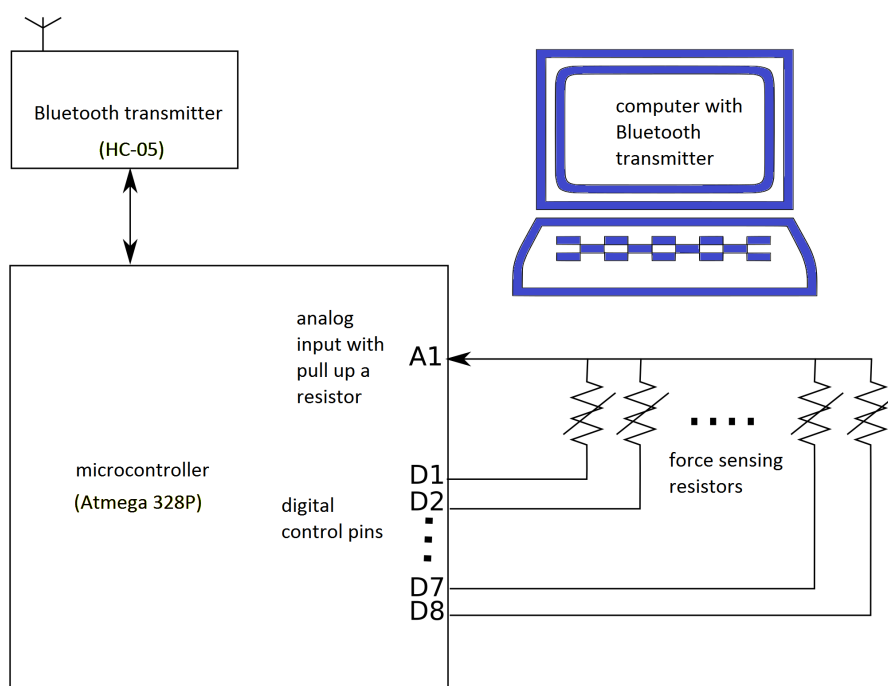 Bluetooth transmitter
(HC-05)
computer with
Bluetooth
transmitter
analog
input with
pull up a
resistor
A1
microcontroller
(Atmega 328P)
digital
control pins
D1
D2
D7
D8
force sensing
resistors